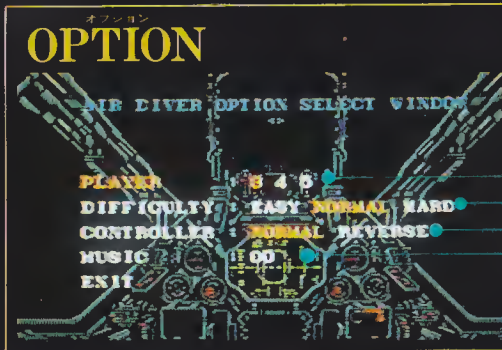 オプション
OPTION
AIR DIVER OPTION SELECT WINDOW
<>
PLAYER : 3 4 6
DIFFICULTY : EASY NORMAL HARD
CONTROLLER : NORMAL REVERSE
MUSIC : 00
EXIT